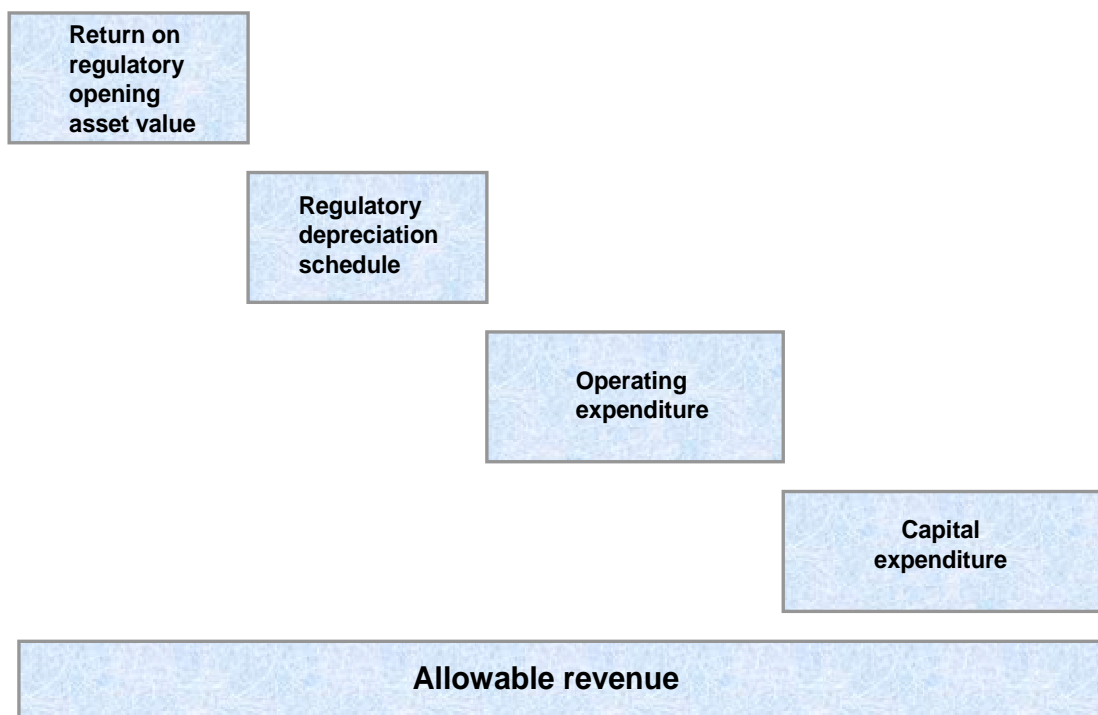 Return on
regulatory
opening
asset value
Regulatory
depreciation
schedule
Operating
expenditure
Capital
expenditure
Allowable revenue